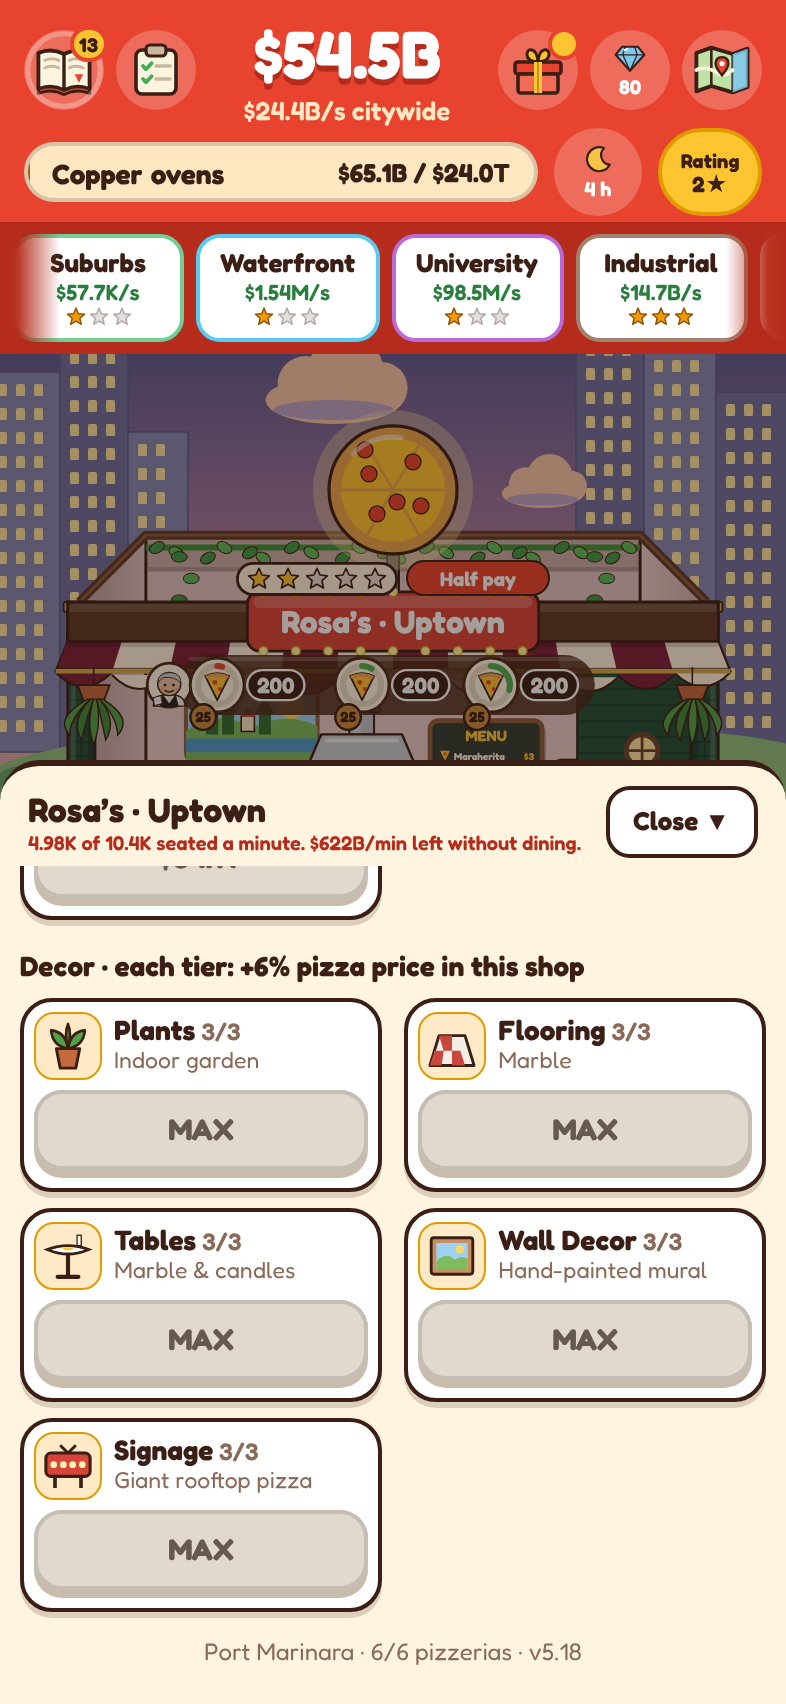 13
$54.5B
$24.4B/s citywide
80
Copper ovens
$65.1B / $24.0T
4 h
Rating
2★
Suburbs
$57.7K/s
Waterfront
$1.54M/s
University
$98.5M/s
Industrial
$14.7B/s
Half pay
Rosa's · Uptown
200
200
200
25
25
25
MENU
Margherita $3
Rosa's · Uptown
4.98K of 10.4K seated a minute. $622B/min left without dining.
Close ▼
Decor · each tier: +6% pizza price in this shop
Plants 3/3
Indoor garden
MAX
Flooring 3/3
Marble
MAX
Tables 3/3
Marble & candles
MAX
Wall Decor 3/3
Hand-painted mural
MAX
Signage 3/3
Giant rooftop pizza
MAX
Port Marinara · 6/6 pizzerias · v5.18